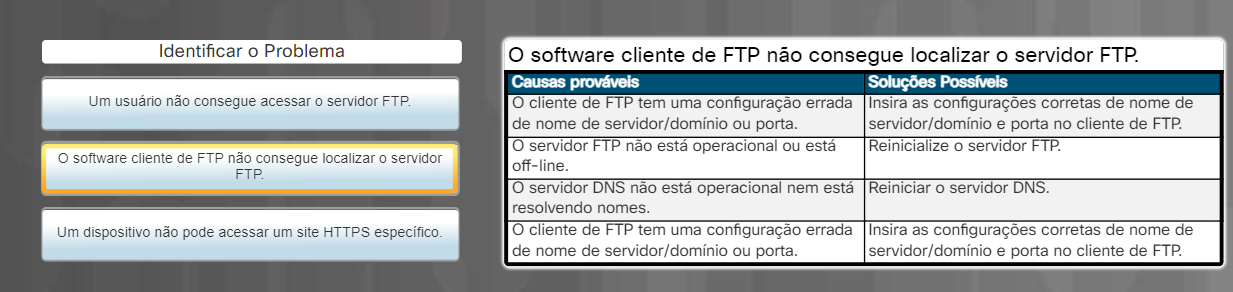 Identificar o Problema
Um usuário não consegue acessar o servidor FTP.
O software cliente de FTP não consegue localizar o servidor
FTP.
Um dispositivo não pode acessar um site HTTPS específico.
O software cliente de FTP não consegue localizar o servidor FTP.
Causas prováveis
Soluções Possíveis
O cliente de FTP tem uma configuração errada
de nome de servidor/domínio ou porta.
Insira as configurações corretas de nome de
servidor/domínio e porta no cliente de FTP.
O servidor FTP não está operacional ou está
off-line.
Reinicialize o servidor FTP.
O servidor DNS não está operacional nem está
resolvendo nomes.
Reiniciar o servidor DNS.
O cliente de FTP tem uma configuração errada
de nome de servidor/domínio ou porta.
Insira as configurações corretas de nome de
servidor/domínio e porta no cliente de FTP.